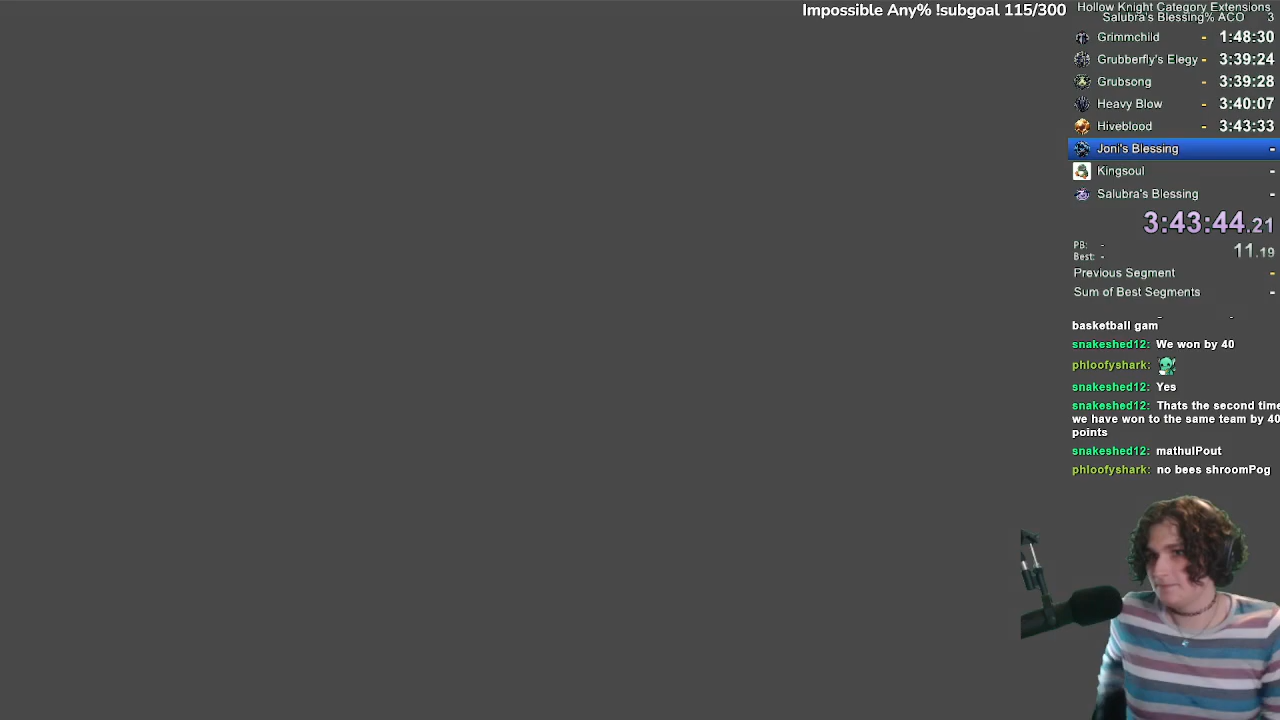 Impossible Any% !subgoal 115/300
Hollow Knight Category Extensions
Salubra's Blessing% ACO 3
Grimmchild - 1:48:30
Grubberfly's Elegy - 3:39:24
Grubsong - 3:39:28
Heavy Blow - 3:40:07
Hiveblood - 3:43:33
Joni's Blessing -
Kingsoul -
Salubra's Blessing -
3:43:44.21
PB: -
Best: -
11.19
Previous Segment -
Sum of Best Segments -
basketball gam
snakeshed12: We won by 40
phloofyshark:
snakeshed12: Yes
snakeshed12: Thats the second time
we have won to the same team by 40
points
snakeshed12: mathulPout
phloofyshark: no bees shroomPog